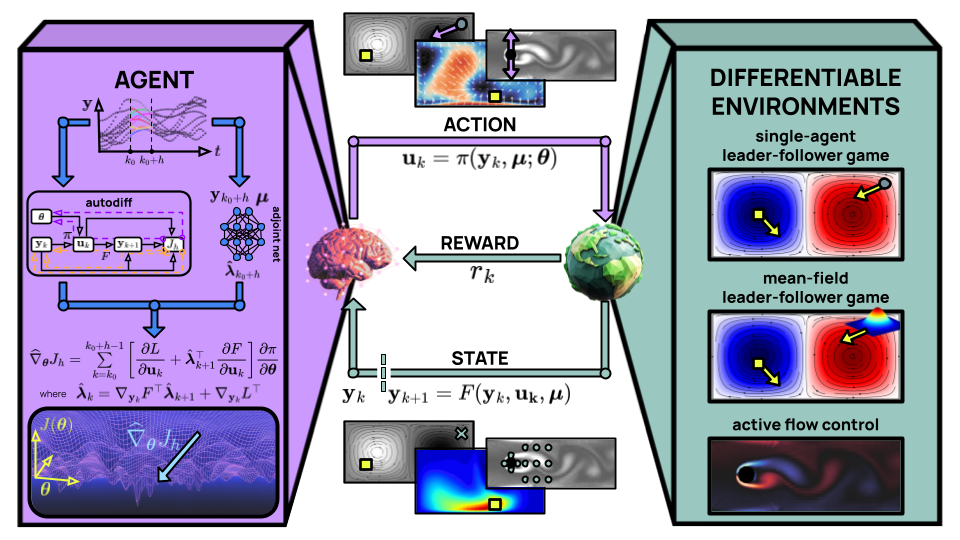 AGENT
y
k₀ k₀+h t
autodiff
θ
π
y_k u_k y_{k+1} J_h
F
y_{k₀+h} μ
adjoint net
λ̂_{k₀+h}
∇̂_θ J_h = ∑_{k=k₀}^{k₀+h−1} [ ∂L/∂u_k + λ̂_{k+1}^⊤ ∂F/∂u_k ] ∂π/∂θ
where λ̂_k = ∇_{y_k}F^⊤ λ̂_{k+1} + ∇_{y_k}L^⊤
J(θ)
∇̂_θ J_h
θ
ACTION
u_k = π(y_k, μ; θ)
REWARD
r_k
STATE
y_k y_{k+1} = F(y_k, u_k, μ)
DIFFERENTIABLE
ENVIRONMENTS
single-agent
leader-follower game
mean-field
leader-follower game
active flow control